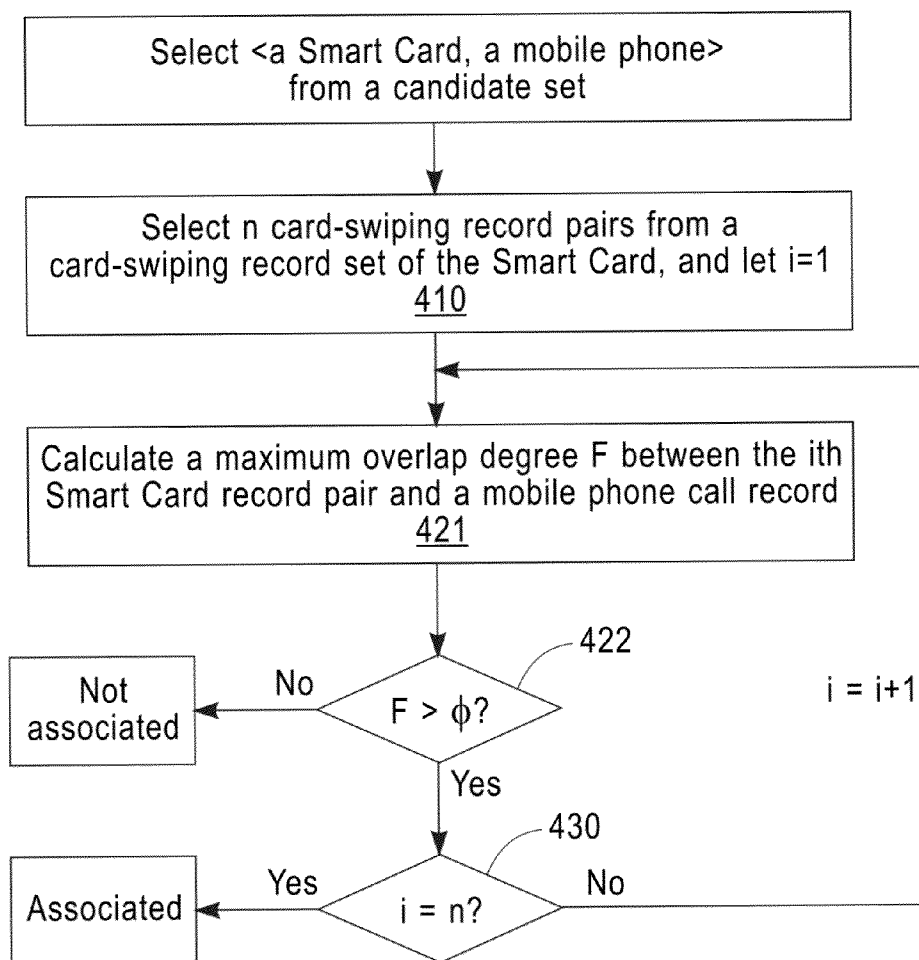 Select <a Smart Card, a mobile phone>
from a candidate set
Select n card-swiping record pairs from a
card-swiping record set of the Smart Card, and let i=1
410
Calculate a maximum overlap degree F between the ith
Smart Card record pair and a mobile phone call record
421
422
Not
associated
No
F > ϕ?
i = i+1
Yes
430
Associated
Yes
i = n?
No